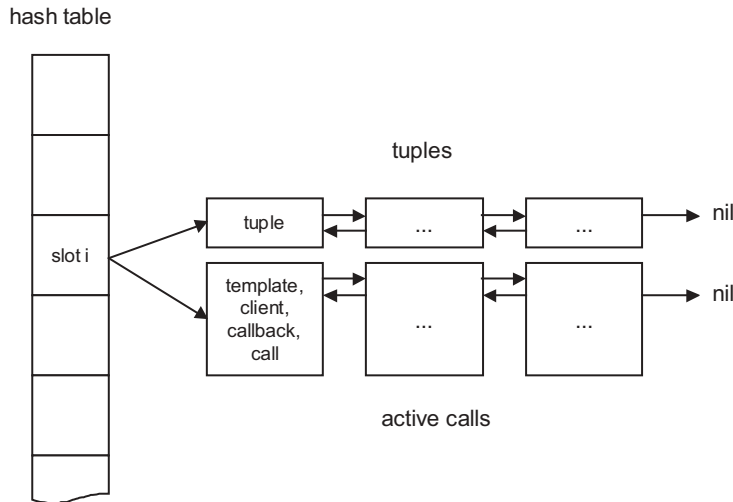 hash table
tuples
tuple
...
...
nil
slot i
template,
client,
callback,
call
...
...
nil
active calls